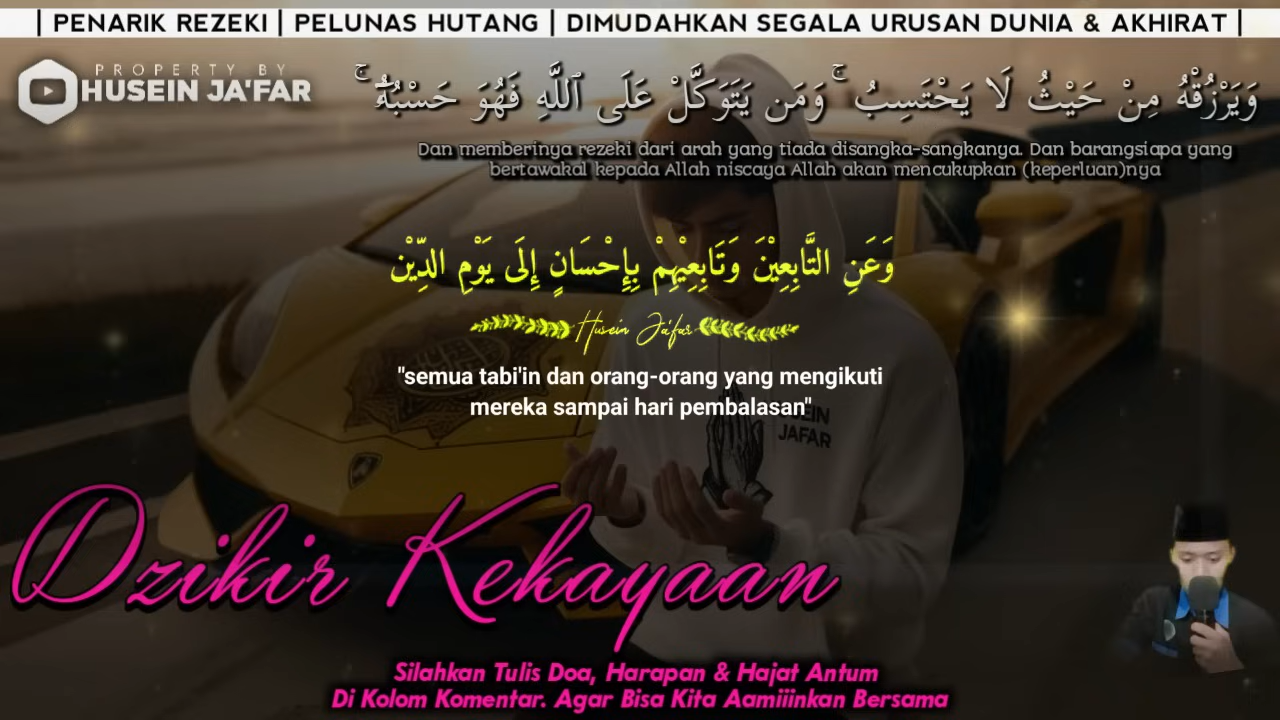 | PENARIK REZEKI | PELUNAS HUTANG | DIMUDAHKAN SEGALA URUSAN DUNIA & AKHIRAT |
PROPERTY BY
HUSEIN JA'FAR
وَيَرْزُقْهُ مِنْ حَيْثُ لَا يَحْتَسِبُ ۚ وَمَن يَتَوَكَّلْ عَلَى ٱللَّهِ فَهُوَ حَسْبُهُۥٓ ۚ
Dan memberinya rezeki dari arah yang tiada disangka-sangkanya. Dan barangsiapa yang
bertawakal kepada Allah niscaya Allah akan mencukupkan (keperluan)nya
وَعَنِ التَّابِعِيْنَ وَتَابِعِيْهِمْ بِإِحْسَانٍ إِلَى يَوْمِ الدِّيْنِ
Husein Ja'far
"semua tabi'in dan orang-orang yang mengikuti
mereka sampai hari pembalasan"
HUSEIN
JAFAR
Dzikir Kekayaan
Silahkan Tulis Doa, Harapan & Hajat Antum
Di Kolom Komentar. Agar Bisa Kita Aamiiinkan Bersama